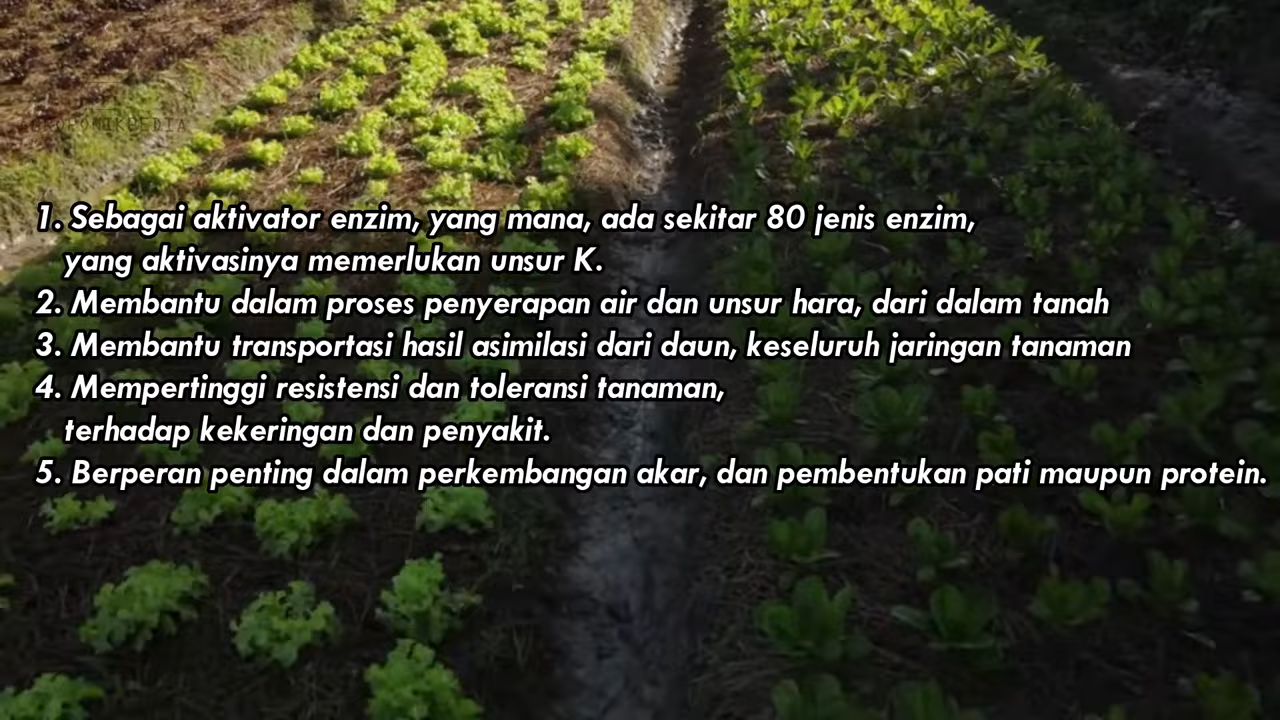 1. Sebagai aktivator enzim, yang mana, ada sekitar 80 jenis enzim,
yang aktivasinya memerlukan unsur K.
2. Membantu dalam proses penyerapan air dan unsur hara, dari dalam tanah
3. Membantu transportasi hasil asimilasi dari daun, keseluruh jaringan tanaman
4. Mempertinggi resistensi dan toleransi tanaman,
terhadap kekeringan dan penyakit.
5. Berperan penting dalam perkembangan akar, dan pembentukan pati maupun protein.